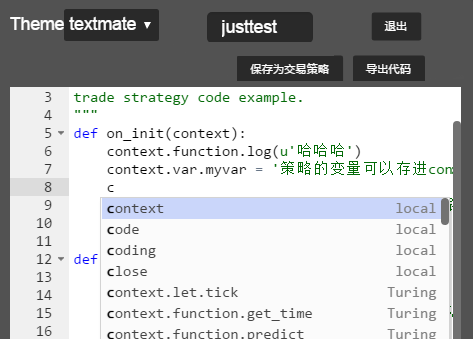 Theme textmate ▼ justtest 退出
保存为交易策略 导出代码
3 trade strategy code example.
4 """
5 def on_init(context):
6 context.function.log(u'哈哈哈')
7 context.var.myvar = '策略的变量可以存进con
8 c
9 context local
10 code local
11 coding local
12 def close local
13 context.let.tick Turing
14 context.function.get_time Turing
15 context.function.predict Turing
16